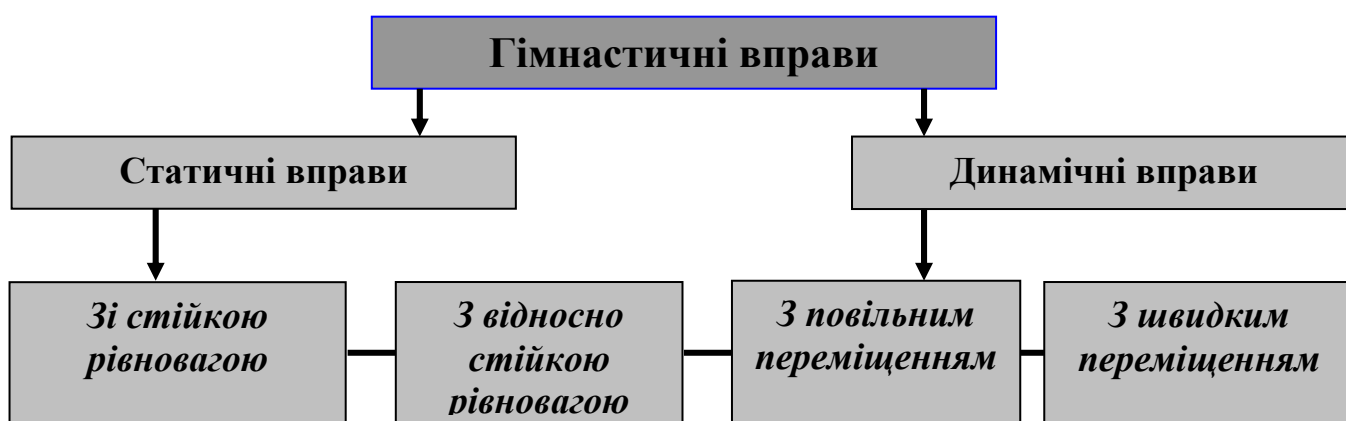 Гімнастичні вправи
Статичні вправи
Динамічні вправи
Зі стійкою
рівновагою
З відносно
стійкою
рівновагою
З повільним
переміщенням
З швидким
переміщенням